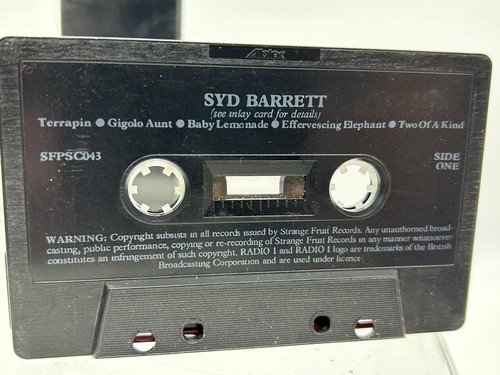 SYD BARRETT
(see inlay card for details)
Terrapin ● Gigolo Aunt ● Baby Lemonade ● Effervescing Elephant ● Two Of A Kind
SFPSC043
SIDE
ONE
WARNING: Copyright subsists in all records issued by Strange Fruit Records. Any unauthorised broad-
casting, public performance, copying or re-recording of Strange Fruit Records in any manner whatsoever
constitutes an infringement of such copyright. RADIO 1 and RADIO 1 logo are trademarks of the British
Broadcasting Corporation and are used under licence